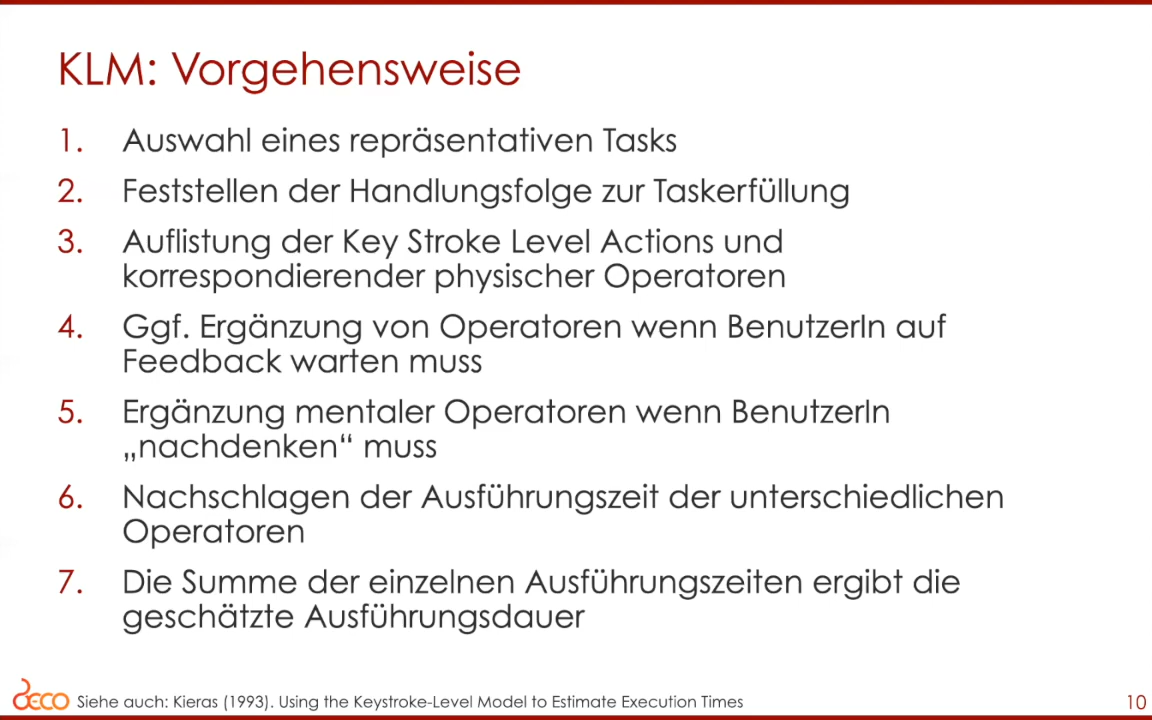 KLM: Vorgehensweise
1. Auswahl eines repräsentativen Tasks
2. Feststellen der Handlungsfolge zur Taskerfüllung
3. Auflistung der Key Stroke Level Actions und
korrespondierender physischer Operatoren
4. Ggf. Ergänzung von Operatoren wenn BenutzerIn auf
Feedback warten muss
5. Ergänzung mentaler Operatoren wenn BenutzerIn
„nachdenken“ muss
6. Nachschlagen der Ausführungszeit der unterschiedlichen
Operatoren
7. Die Summe der einzelnen Ausführungszeiten ergibt die
geschätzte Ausführungsdauer
DECO Siehe auch: Kieras (1993). Using the Keystroke-Level Model to Estimate Execution Times
10